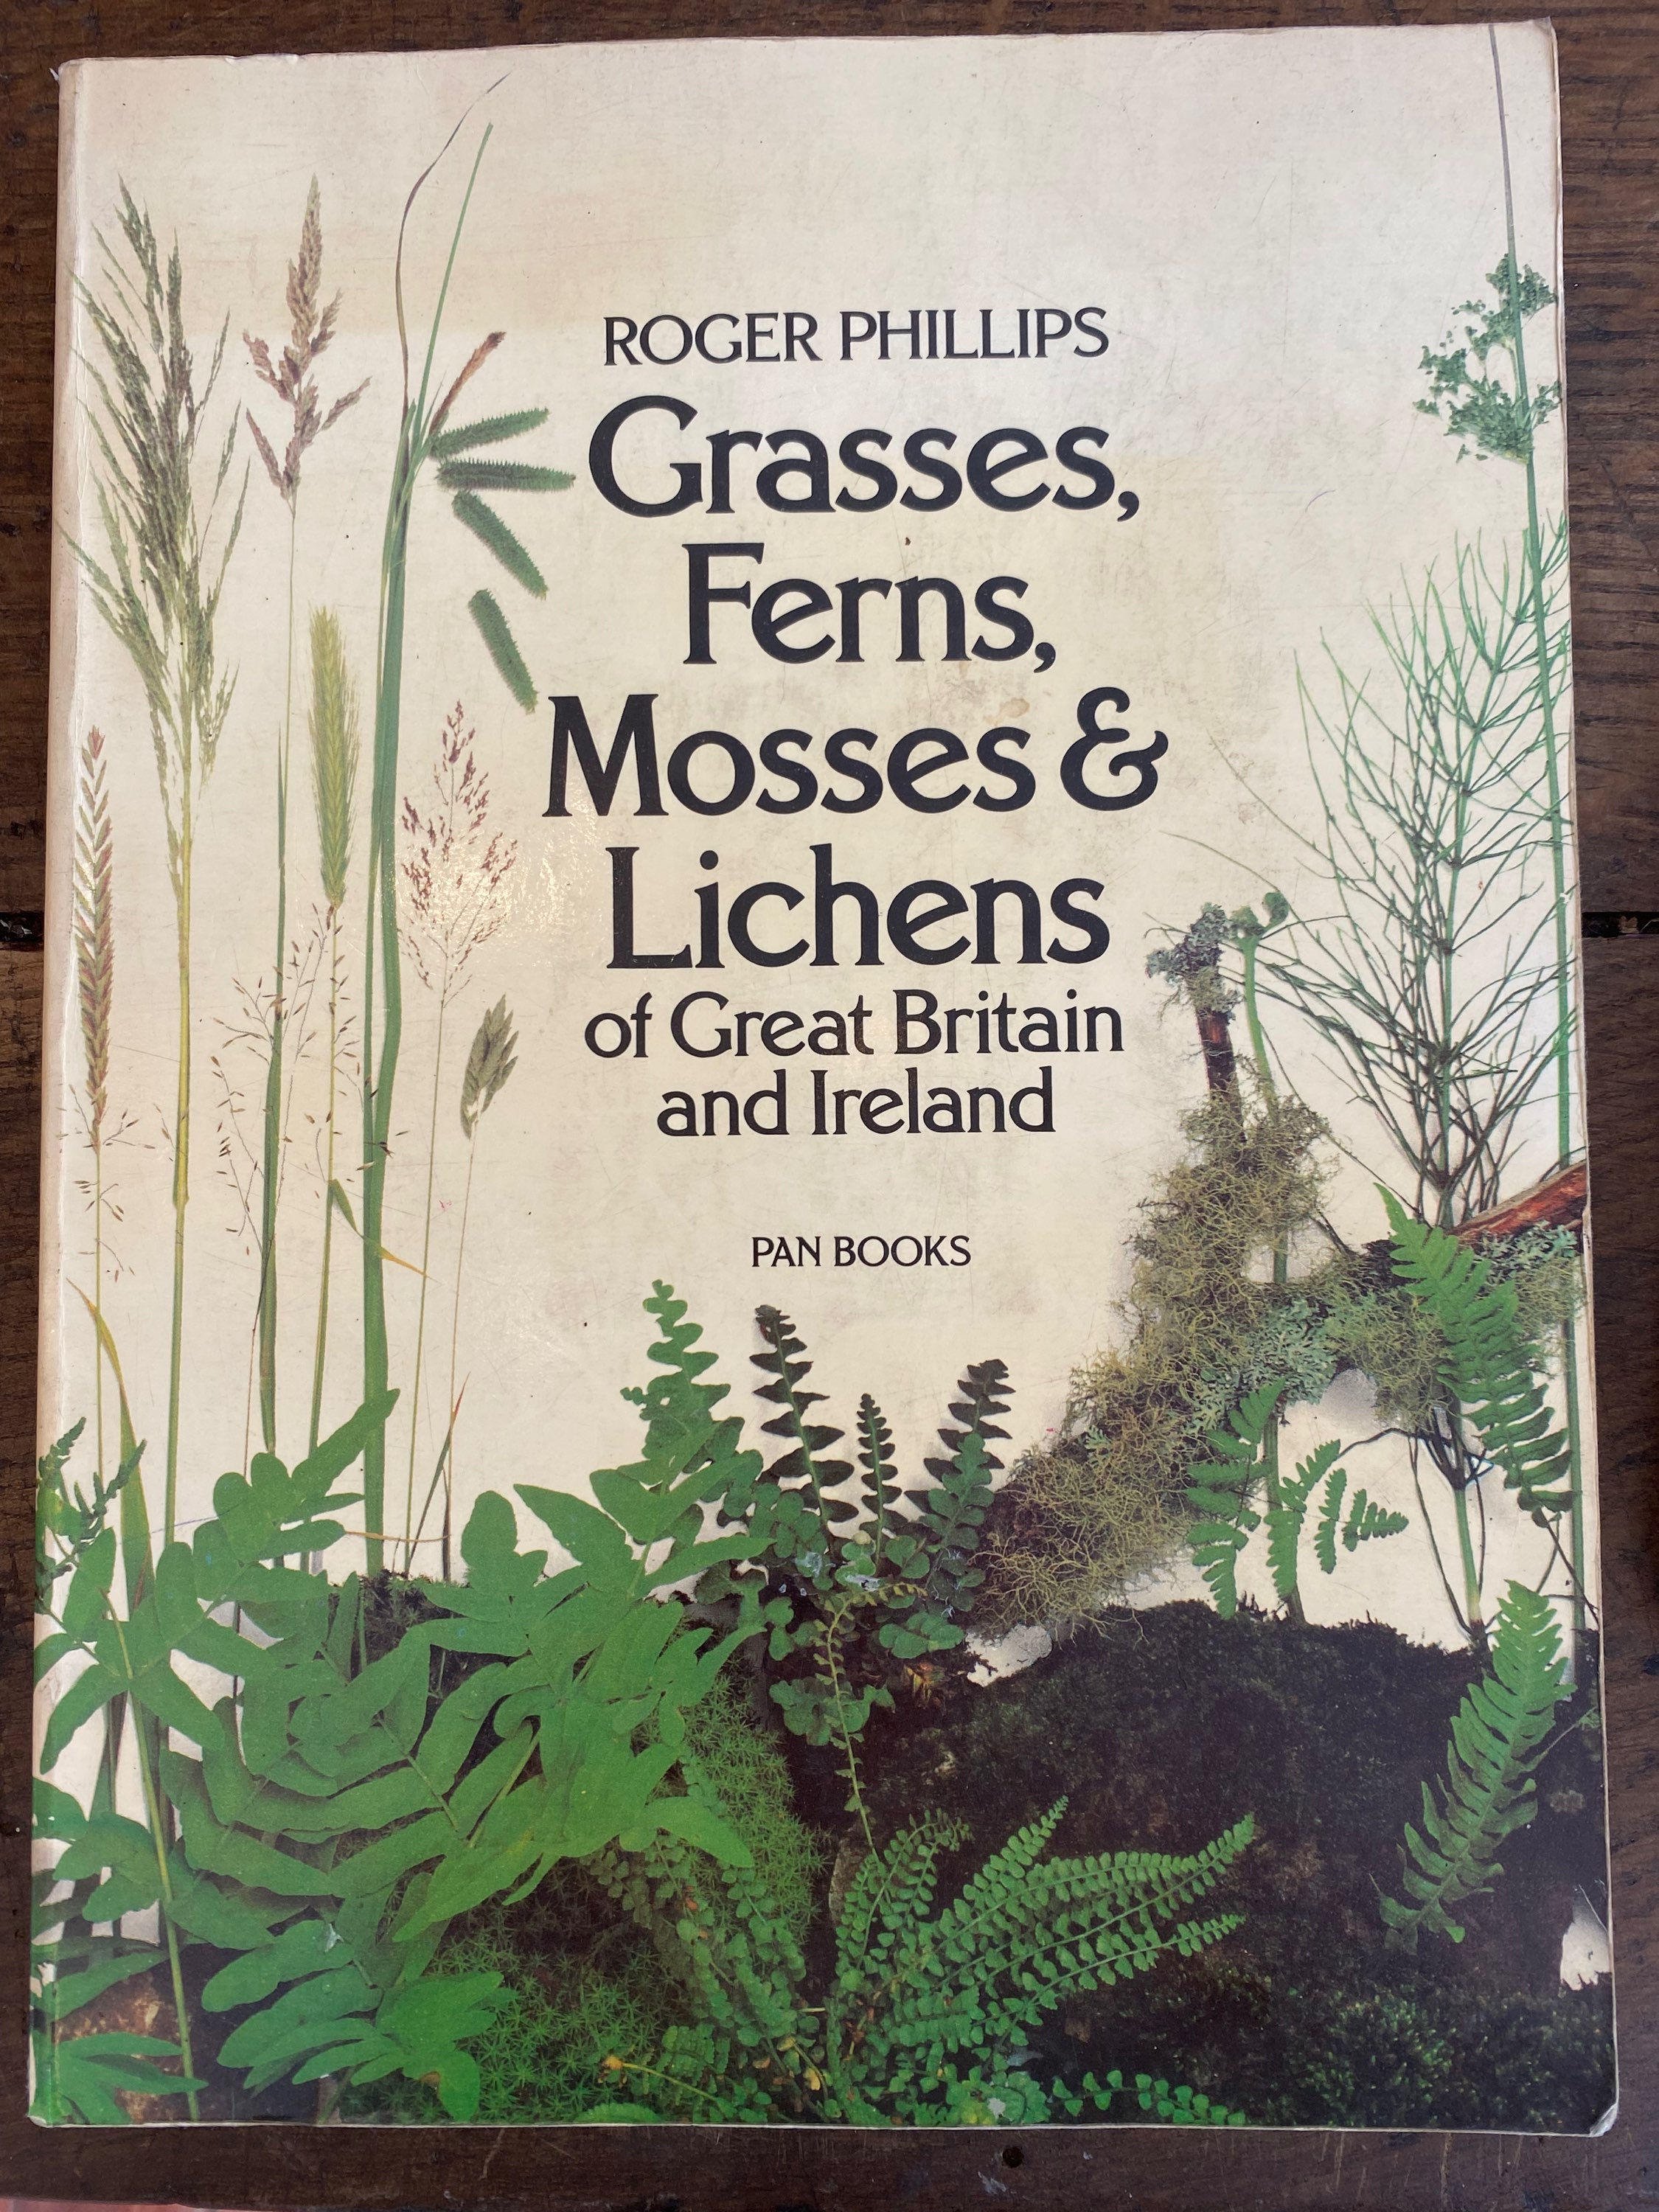 ROGER PHILLIPS
Grasses,
Ferns,
Mosses &
Lichens
of Great Britain
and Ireland
PAN BOOKS